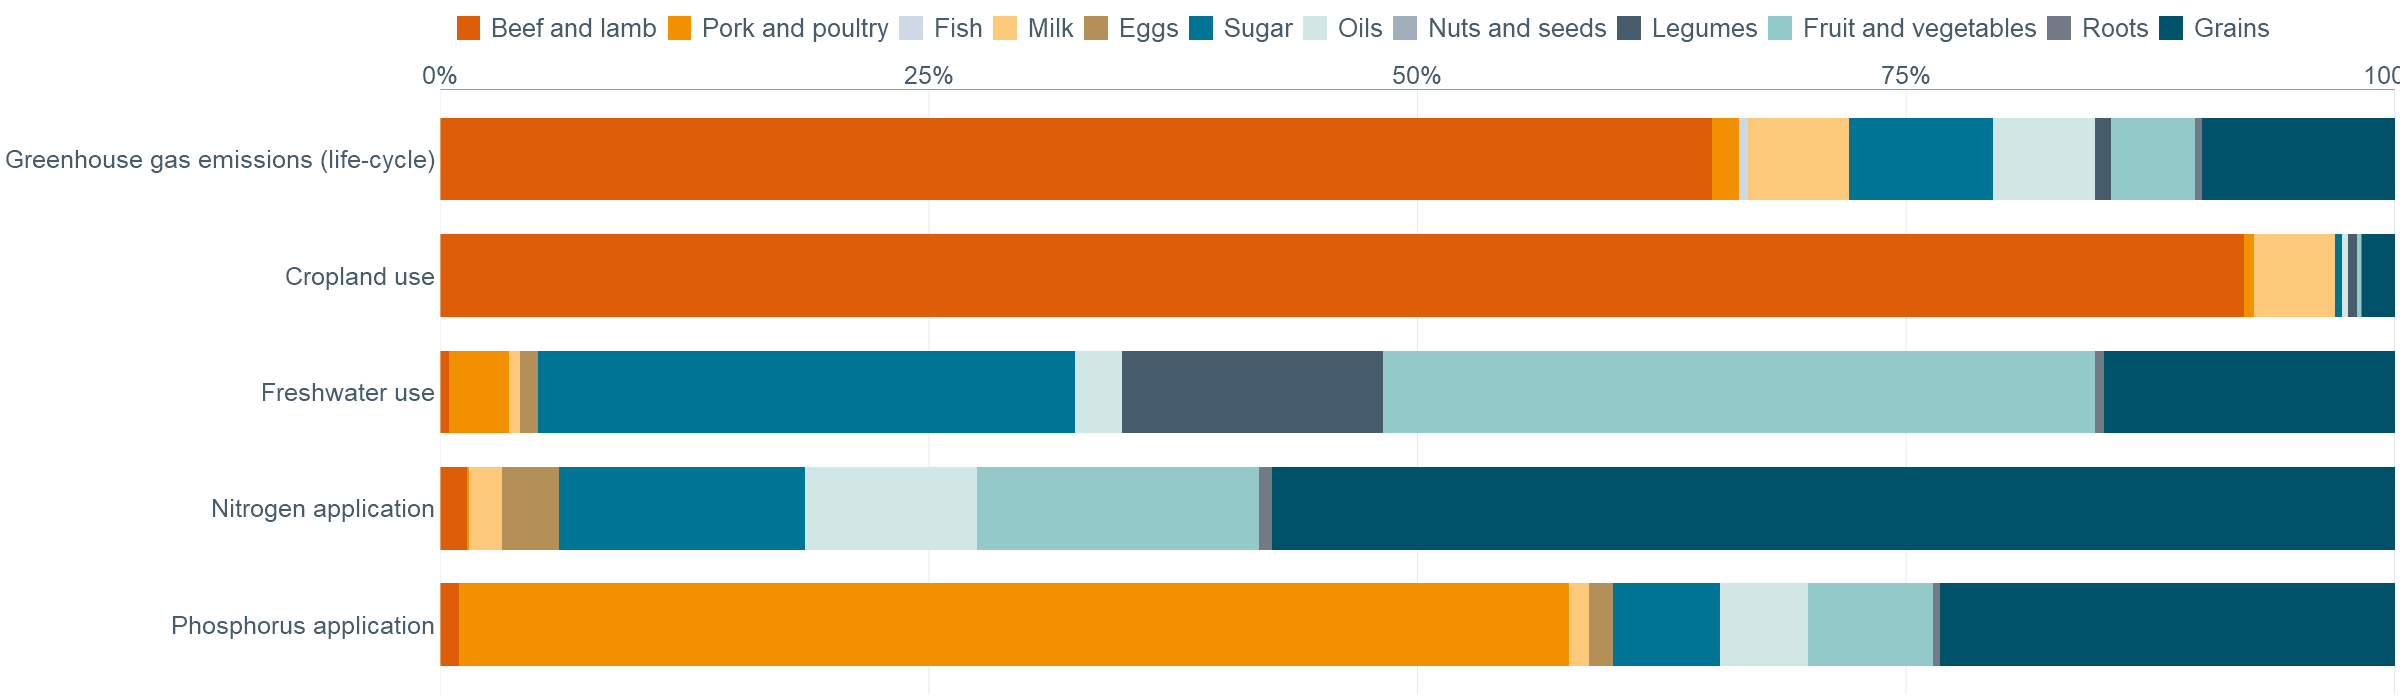 Beef and lamb Pork and poultry Fish Milk Eggs Sugar Oils Nuts and seeds Legumes Fruit and vegetables Roots Grains
0% 25% 50% 75% 100
Greenhouse gas emissions (life-cycle)
Cropland use
Freshwater use
Nitrogen application
Phosphorus application